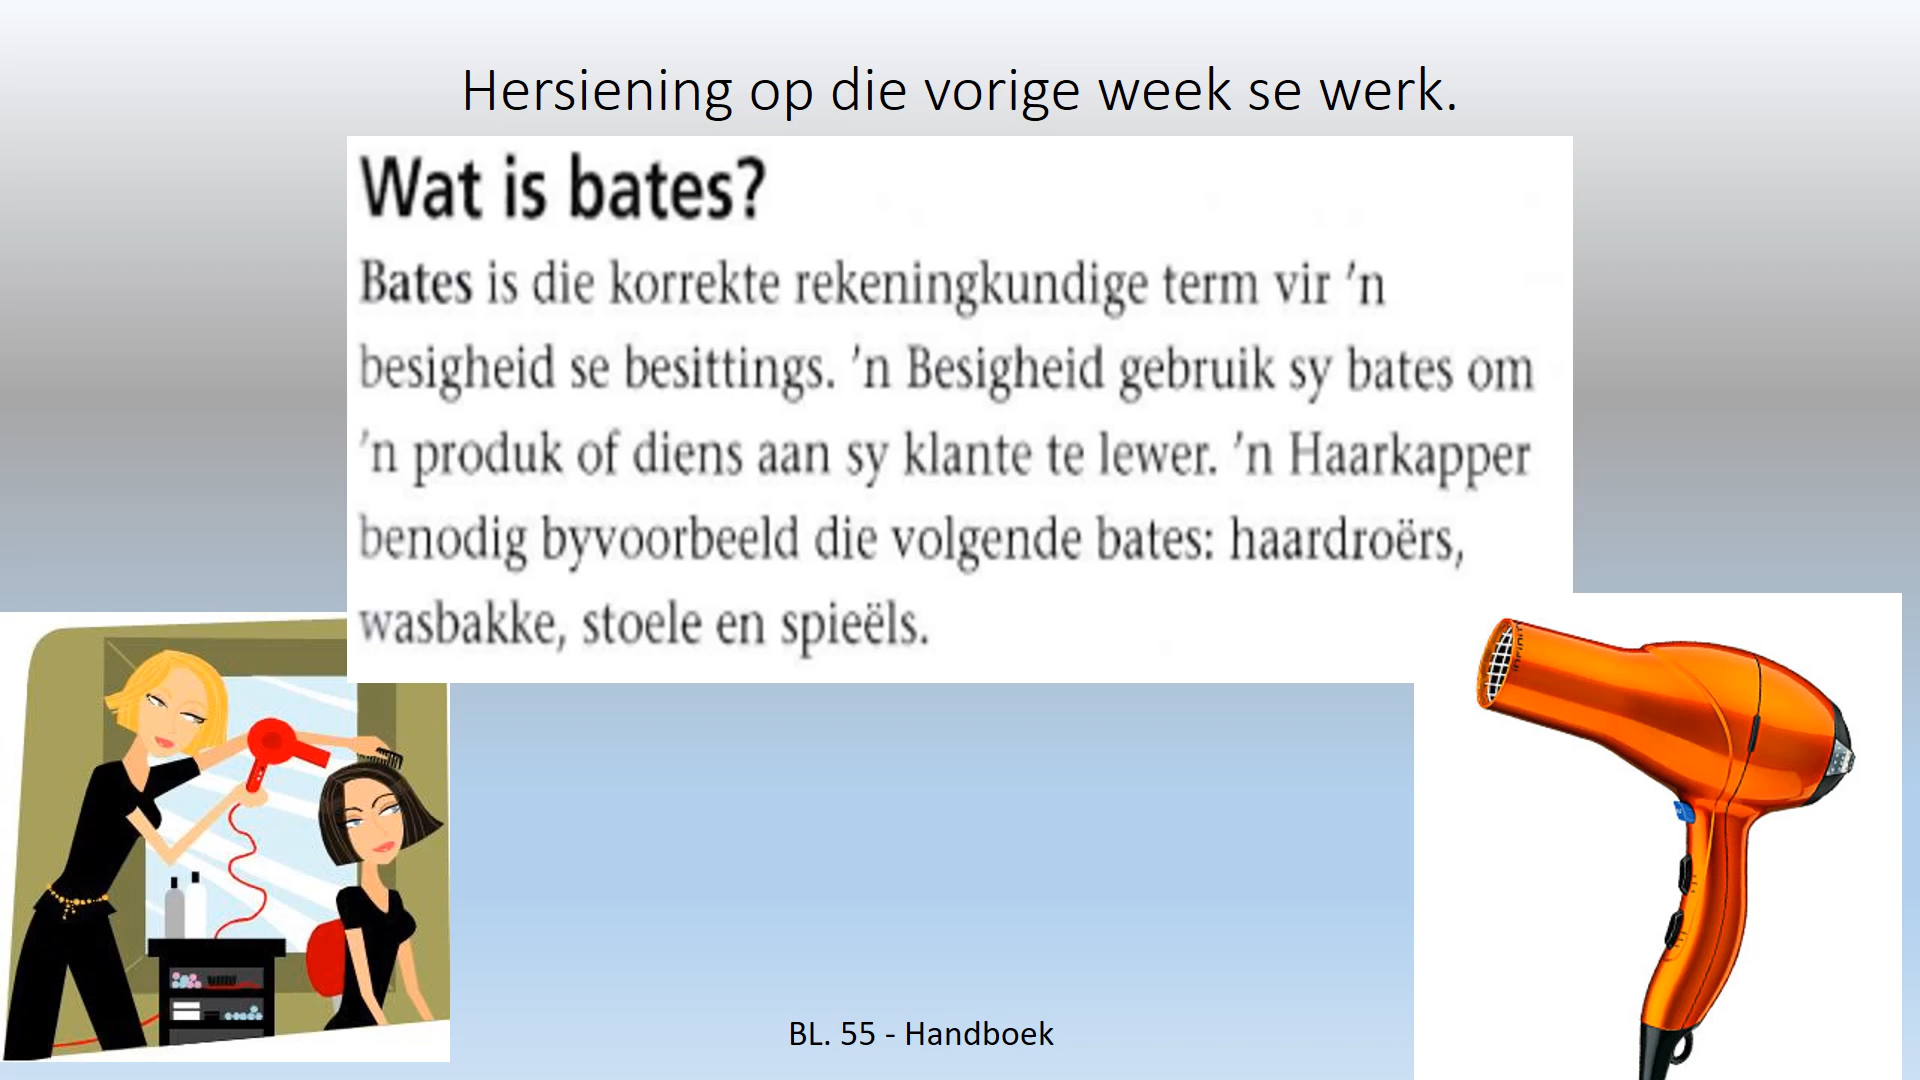 Hersiening op die vorige week se werk.
Wat is bates?
Bates is die korrekte rekeningkundige term vir 'n
besigheid se besittings. 'n Besigheid gebruik sy bates om
'n produk of diens aan sy klante te lewer. 'n Haarkapper
benodig byvoorbeeld die volgende bates: haardroërs,
wasbakke, stoele en spieëls.
BL. 55 - Handboek